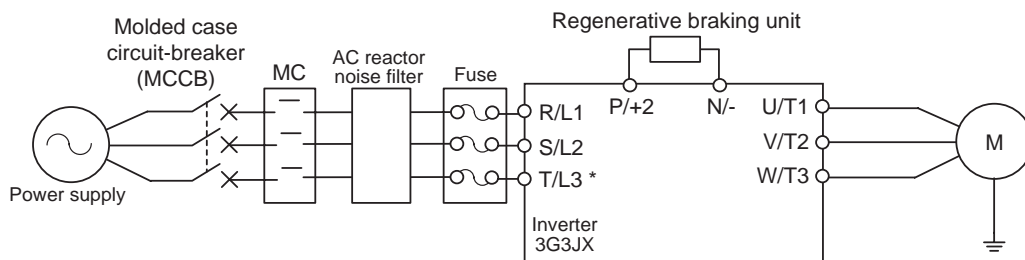 Regenerative braking unit
Molded case
circuit-breaker
(MCCB)
MC
AC reactor
noise filter
Fuse
P/+2
N/-
R/L1
S/L2
T/L3 *
U/T1
V/T2
W/T3
M
Power supply
Inverter
3G3JX